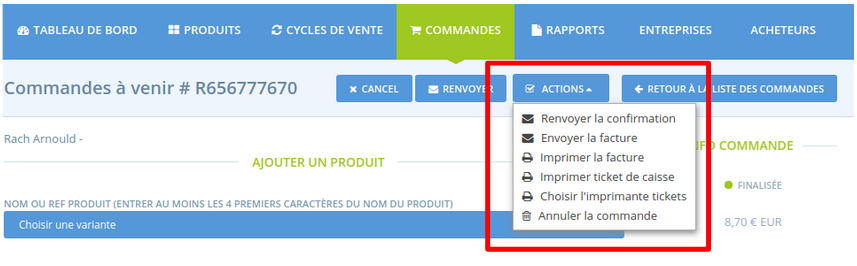 TABLEAU DE BORD PRODUITS CYCLES DE VENTE COMMANDES RAPPORTS ENTREPRISES ACHETEURS
Commandes à venir # R656777670 CANCEL RENVOYER ACTIONS RETOUR À LA LISTE DES COMMANDES
Renvoyer la confirmation
Rach Arnould -
Envoyer la facture
COMMANDE
AJOUTER UN PRODUIT
Imprimer la facture
Imprimer ticket de caisse
FINALISÉE
Choisir l'imprimante tickets
NOM OU REF PRODUIT (ENTRER AU MOINS LES 4 PREMIERS CARACTÈRES DU NOM DU PRODUIT)
Annuler la commande
Choisir une variante
8,70 € EUR